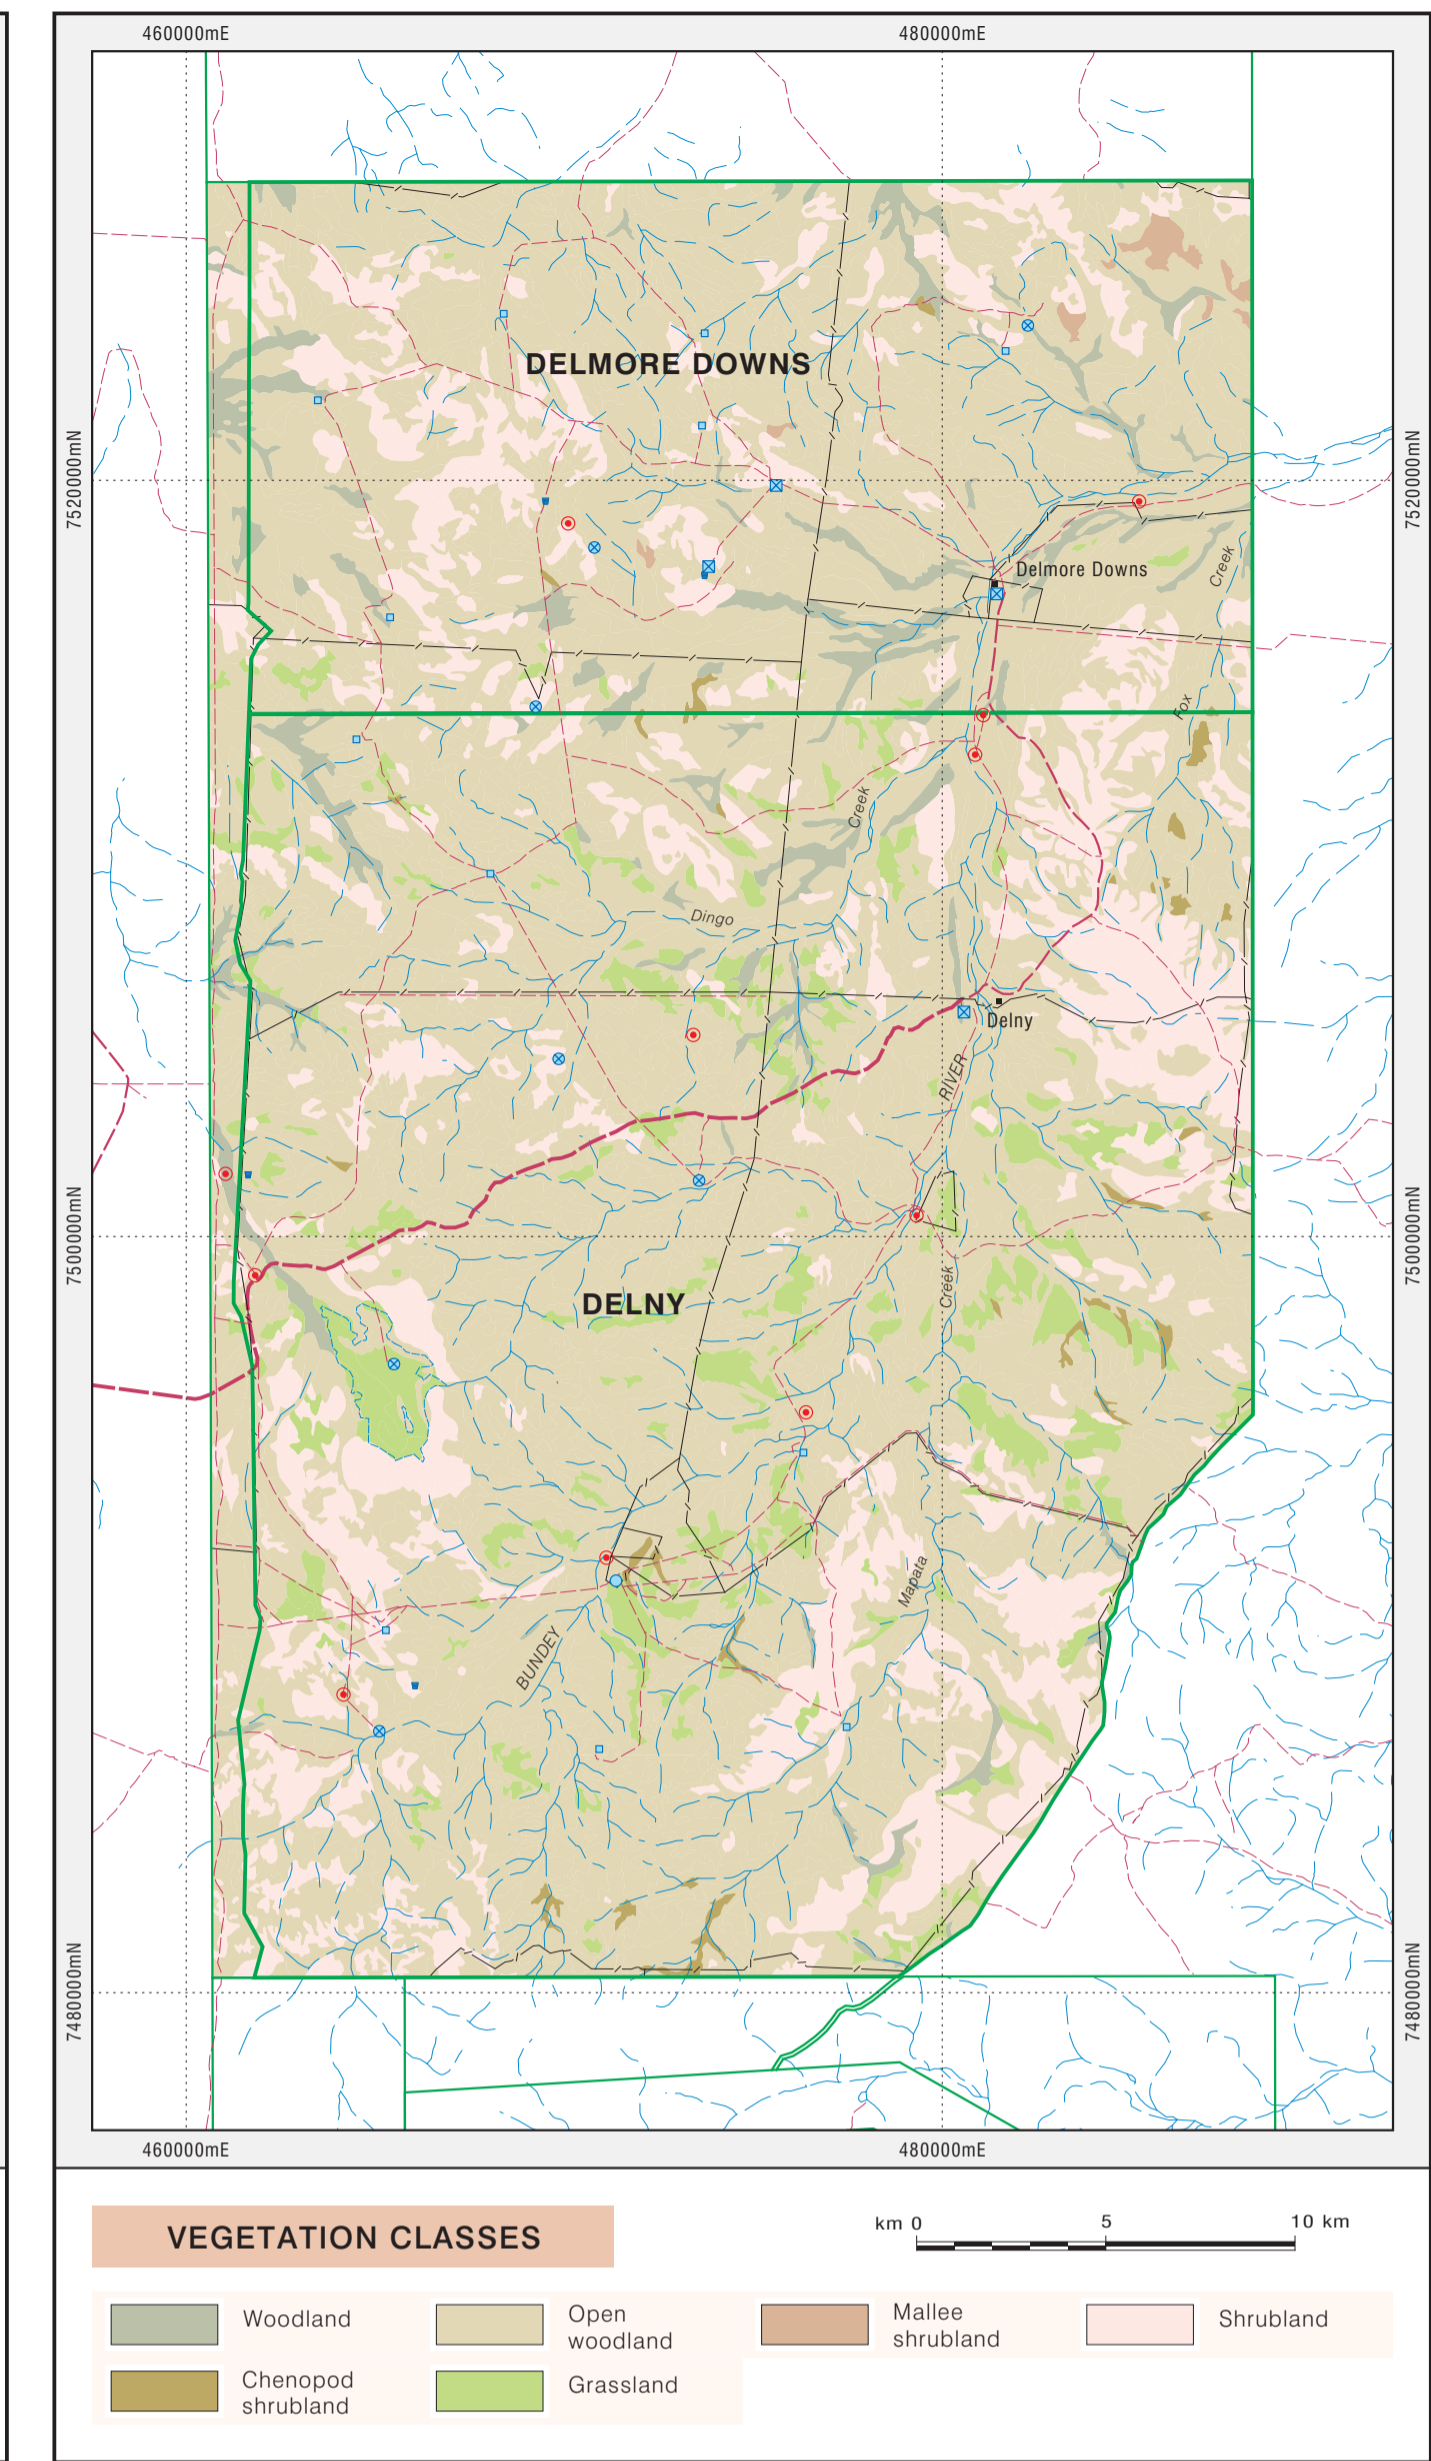 460000mE 480000mE
DELMORE DOWNS
7520000mN 7520000mN
Delmore Downs
Creek
Fox
Creek
Dingo
Delny
RIVER
7500000mN 7500000mN
Creek
DELNY
Mapata
BUNDEY
7480000mN 7480000mN
460000mE 480000mE
VEGETATION CLASSES
km 0 5 10 km
Woodland
Open
woodland
Mallee
shrubland
Shrubland
Chenopod
shrubland
Grassland